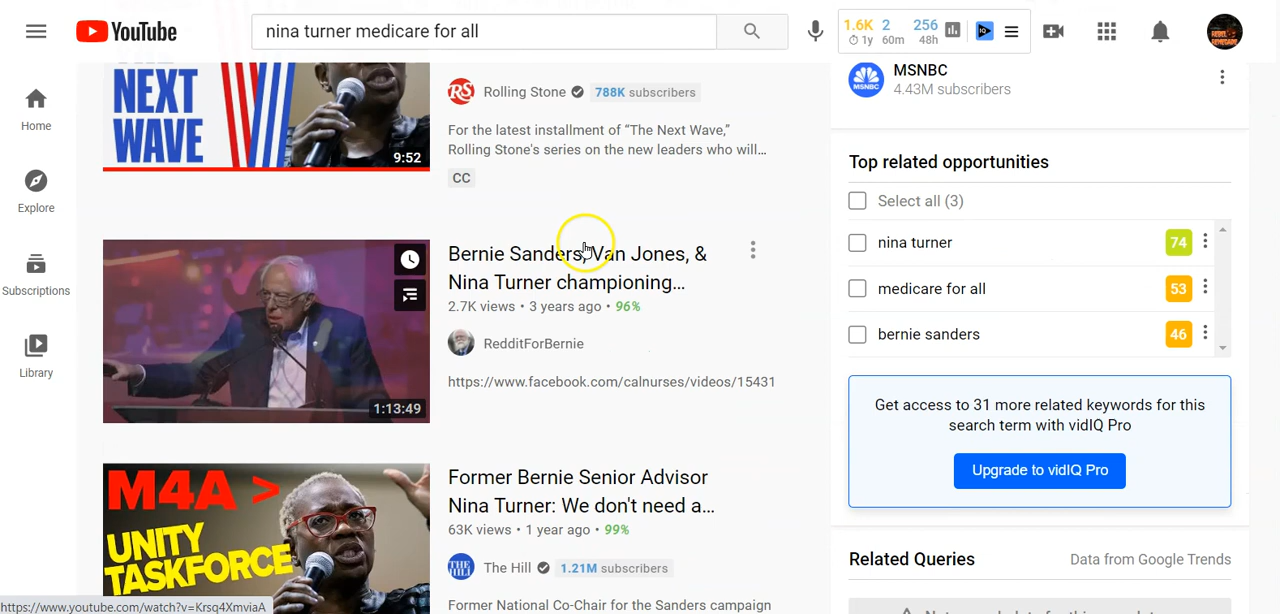 YouTube
nina turner medicare for all
1.6K 2 256
1y 60m 48h
Home
Explore
Subscriptions
Library
NEXT
WAVE
9:52
RS
Rolling Stone 788K subscribers
For the latest installment of “The Next Wave,”
Rolling Stone's series on the new leaders who will...
CC
Bernie Sanders, Van Jones, &
Nina Turner championing...
2.7K views • 3 years ago • 96%
RedditForBernie
https://www.facebook.com/calnurses/videos/15431
1:13:49
M4A >
UNITY
TASKFORCE
Former Bernie Senior Advisor
Nina Turner: We don't need a...
63K views • 1 year ago • 99%
The Hill 1.21M subscribers
Former National Co-Chair for the Sanders campaign
https://www.youtube.com/watch?v=Krsq4XmviaA
MSNBC
MSNBC
4.43M subscribers
Top related opportunities
Select all (3)
nina turner 74
medicare for all 53
bernie sanders 46
Get access to 31 more related keywords for this
search term with vidIQ Pro
Upgrade to vidIQ Pro
Related Queries Data from Google Trends